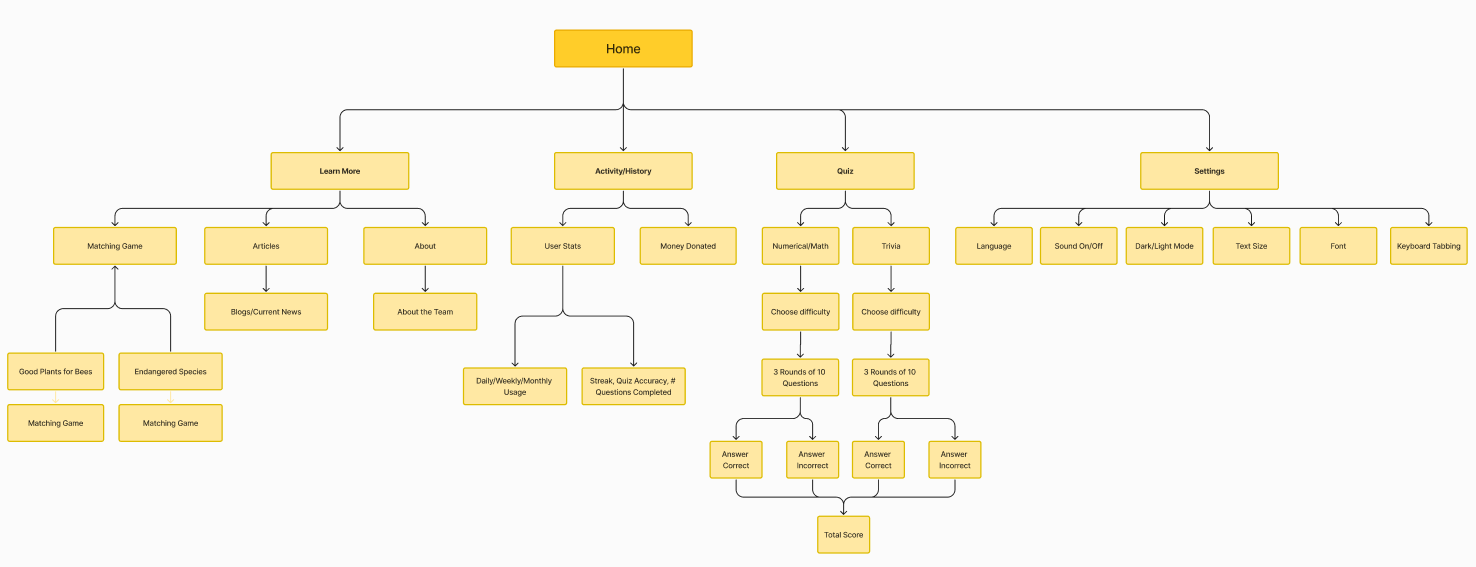 Home
Learn More
Activity/History
Quiz
Settings
Matching Game
Articles
About
User Stats
Money Donated
Numerical/Math
Trivia
Language
Sound On/Off
Dark/Light Mode
Text Size
Font
Keyboard Tabbing
Blogs/Current News
About the Team
Choose difficulty
Choose difficulty
Good Plants for Bees
Endangered Species
Daily/Weekly/Monthly
Usage
Streak, Quiz Accuracy, #
Questions Completed
3 Rounds of 10
Questions
3 Rounds of 10
Questions
Matching Game
Matching Game
Answer
Correct
Answer
Incorrect
Answer
Correct
Answer
Incorrect
Total Score